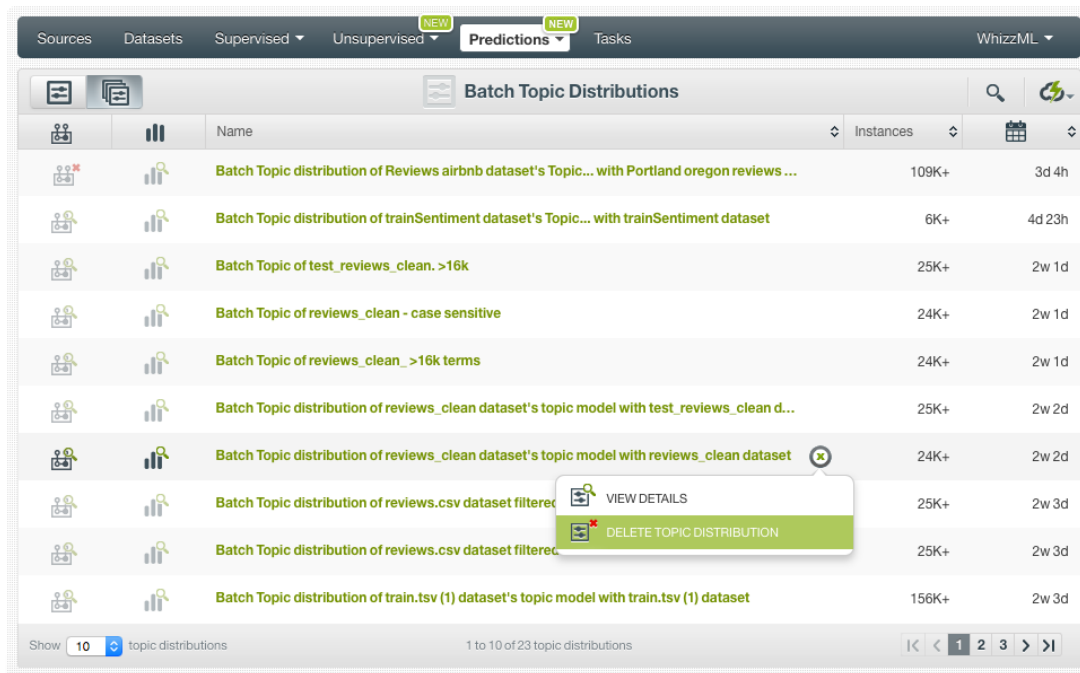 NEW NEW
Sources Datasets Supervised Unsupervised Predictions Tasks WhizzML
Batch Topic Distributions
Name Instances
Batch Topic distribution of Reviews airbnb dataset's Topic... with Portland oregon reviews ... 109K+ 3d 4h
Batch Topic distribution of trainSentiment dataset's Topic... with trainSentiment dataset 6K+ 4d 23h
Batch Topic of test_reviews_clean. >16k 25K+ 2w 1d
Batch Topic of reviews_clean - case sensitive 24K+ 2w 1d
Batch Topic of reviews_clean_ >16k terms 24K+ 2w 1d
Batch Topic distribution of reviews_clean dataset's topic model with test_reviews_clean d... 25K+ 2w 2d
Batch Topic distribution of reviews_clean dataset's topic model with reviews_clean dataset 24K+ 2w 2d
VIEW DETAILS
Batch Topic distribution of reviews.csv dataset filtered 25K+ 2w 3d
DELETE TOPIC DISTRIBUTION
Batch Topic distribution of reviews.csv dataset filtered 25K+ 2w 3d
Batch Topic distribution of train.tsv (1) dataset's topic model with train.tsv (1) dataset 156K+ 2w 3d
Show 10 topic distributions 1 to 10 of 23 topic distributions 1 2 3